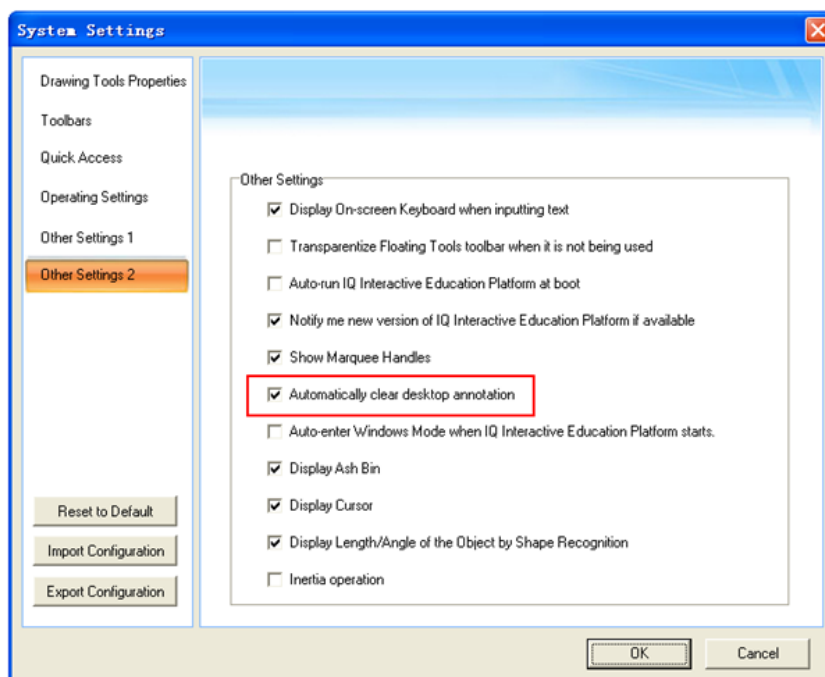 System Settings
Drawing Tools Properties
Toolbars
Quick Access
Operating Settings
Other Settings 1
Other Settings 2
Reset to Default
Import Configuration
Export Configuration
Other Settings
Display On-screen Keyboard when inputting text
Transparentize Floating Tools toolbar when it is not being used
Auto-run IQ Interactive Education Platform at boot
Notify me new version of IQ Interactive Education Platform if available
Show Marquee Handles
Automatically clear desktop annotation
Auto-enter Windows Mode when IQ Interactive Education Platform starts.
Display Ash Bin
Display Cursor
Display Length/Angle of the Object by Shape Recognition
Inertia operation
OK
Cancel